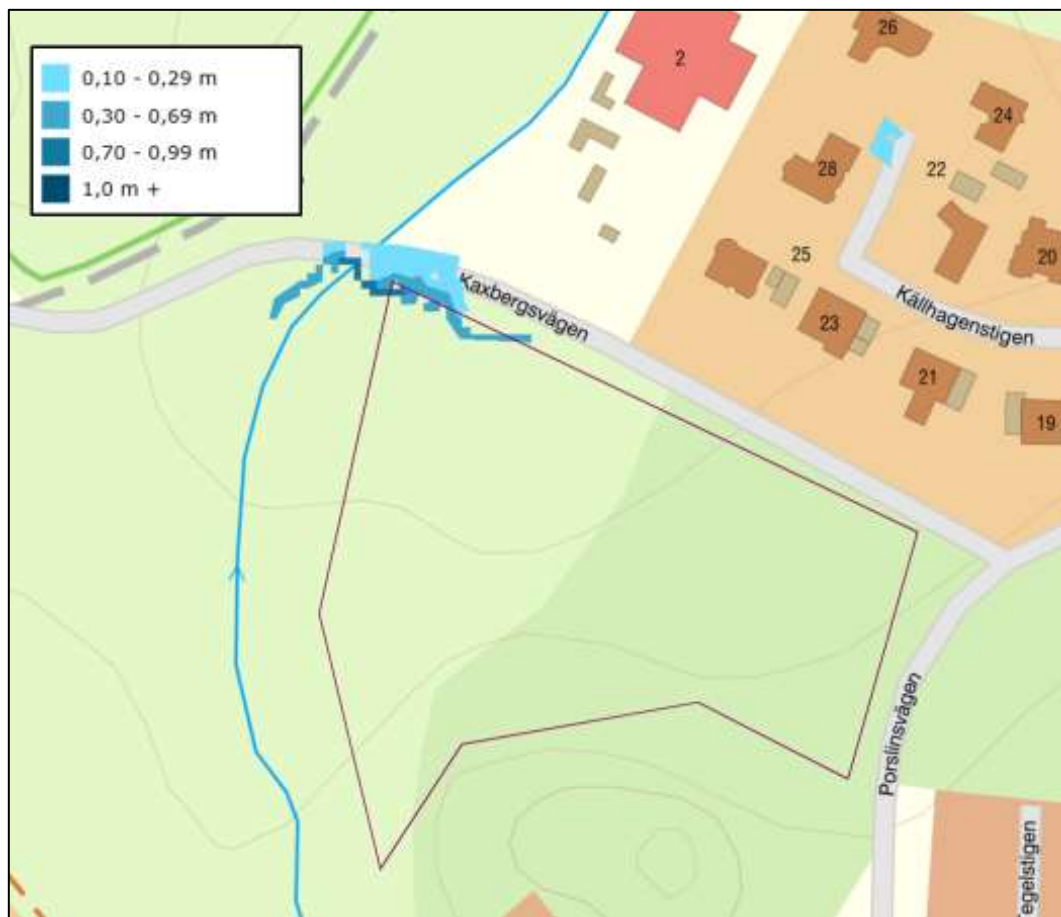 0,10 - 0,29 m
0,30 - 0,69 m
0,70 - 0,99 m
1,0 m +
2
26
24
28
22
25
20
23
21
19
Källhagenstigen
Kaxbergsvägen
Porslinsvägen
egelstigen